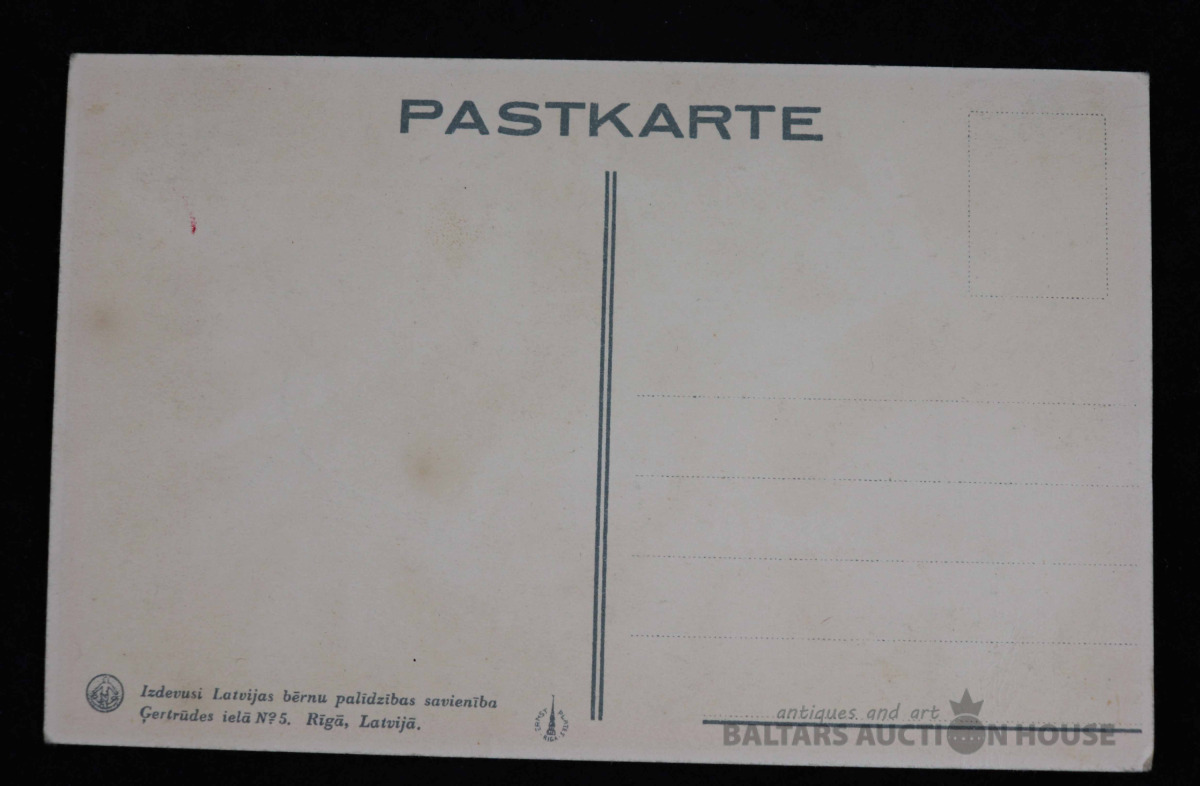 PASTKARTE
Izdevusi Latvijas bērnu palīdzības savienība
Ģertrūdes ielā №5. Rīgā, Latvijā.
antiques and art
BALTARS AUCTION HOUSE